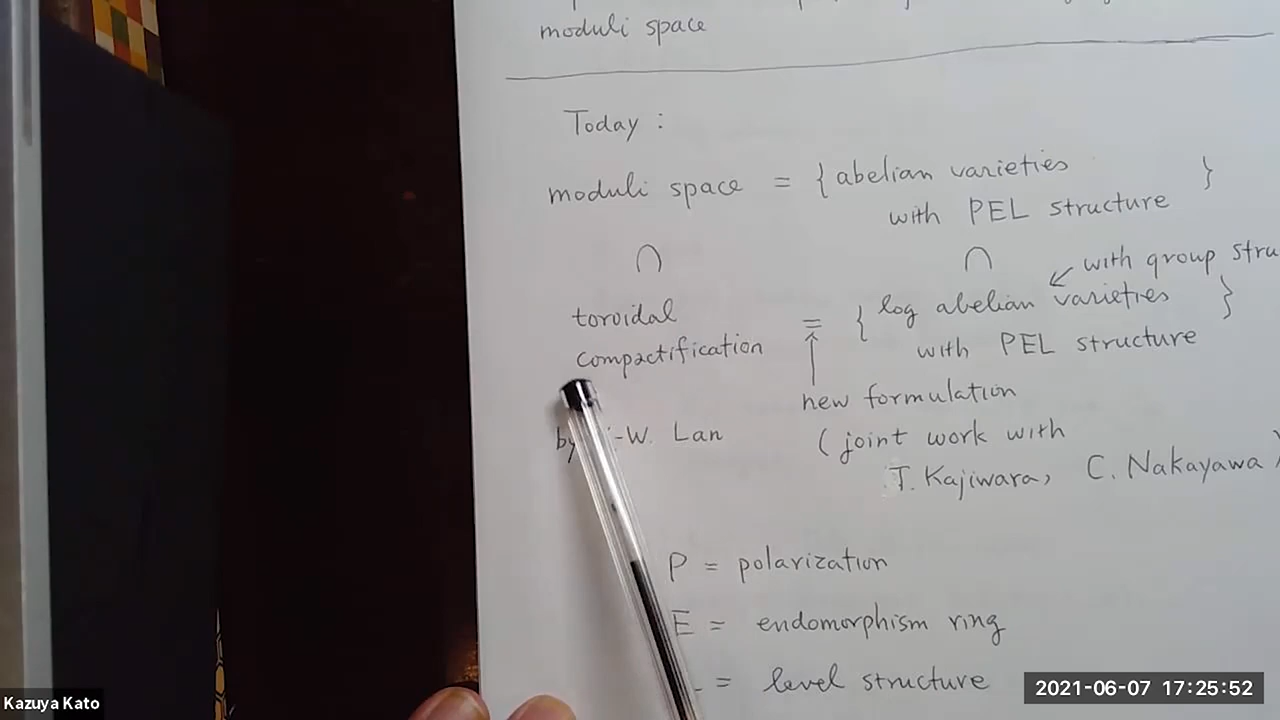 moduli space
Today :
moduli space = { abelian varieties }
with PEL structure
∩ ∩
with group
toroidal = { log abelian varieties }
compactification with PEL structure
new formulation
by -W. Lan ( joint work with
T. Kajiwara, C. Nakayawa )
P = polarization
E = endomorphism ring
= level structure
Kazuya Kato
2021-06-07 17:25:52